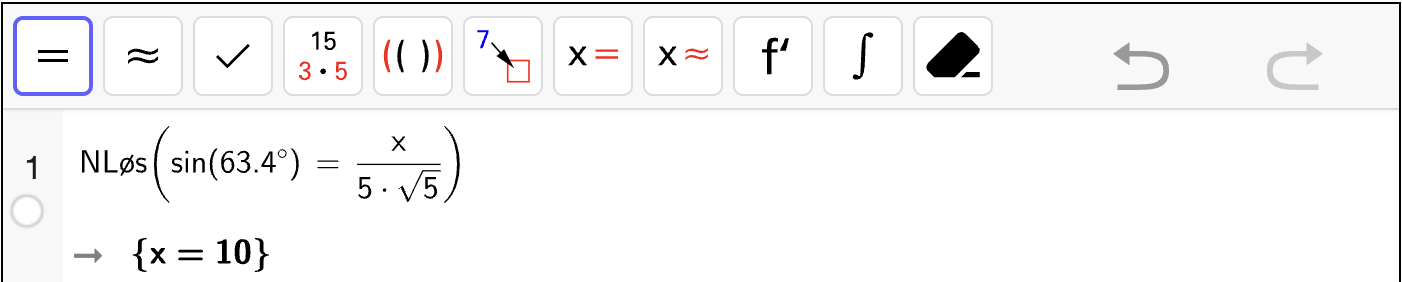 = ≈ ✓ 15 3 · 5 (( )) 7 x = x ≈ f′ ∫
1 NLøs(sin(63.4°) = x / (5 · √5))
→ {x = 10}